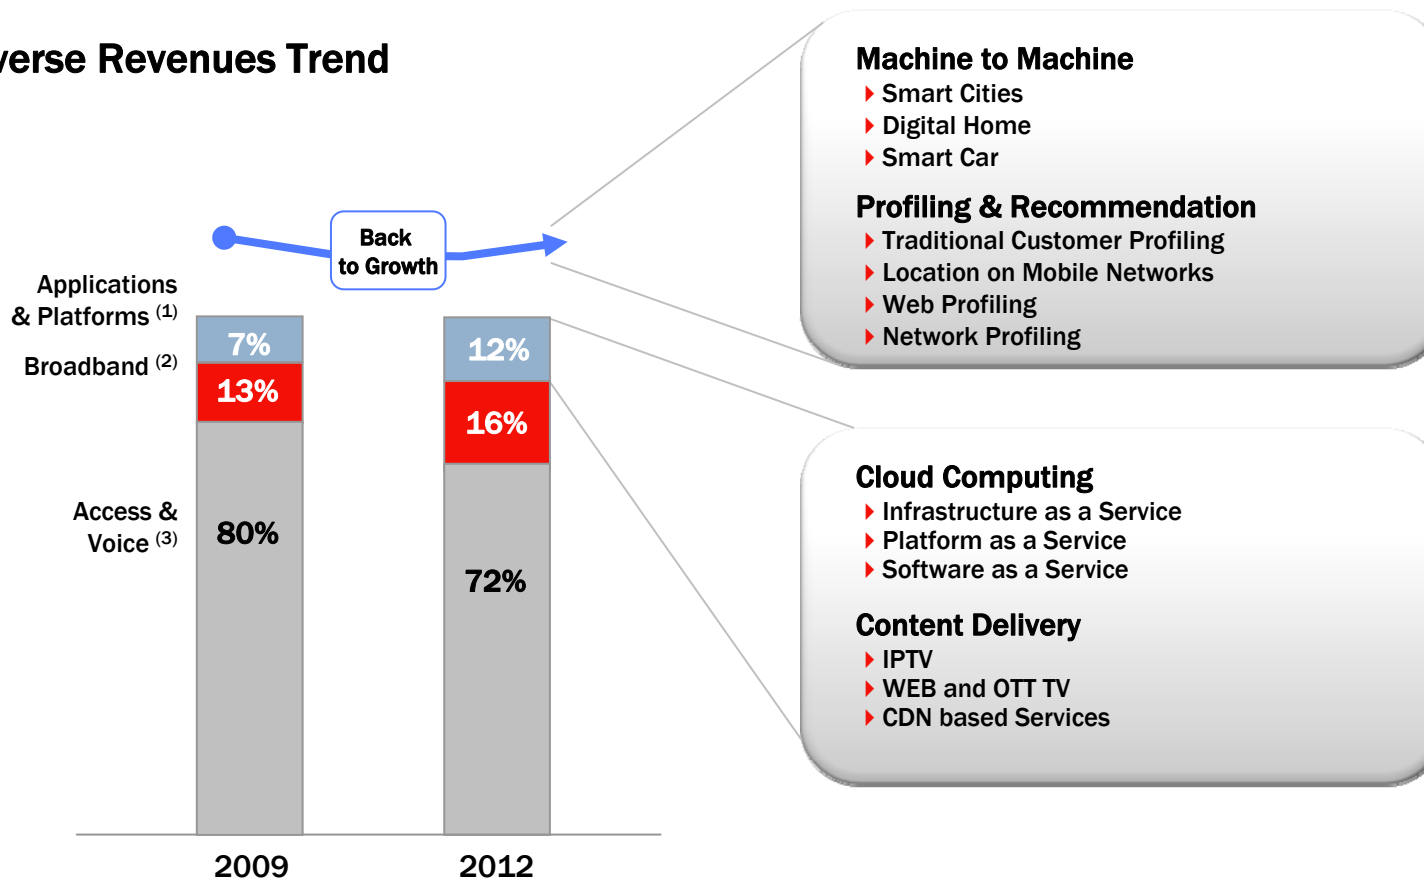 verse Revenues Trend
Back
to Growth
Applications
& Platforms (1)
Broadband (2)
Access &
Voice (3)
7%
13%
80%
12%
16%
72%
2009
2012
Machine to Machine
Smart Cities
Digital Home
Smart Car
Profiling & Recommendation
Traditional Customer Profiling
Location on Mobile Networks
Web Profiling
Network Profiling
Cloud Computing
Infrastructure as a Service
Platform as a Service
Software as a Service
Content Delivery
IPTV
WEB and OTT TV
CDN based Services